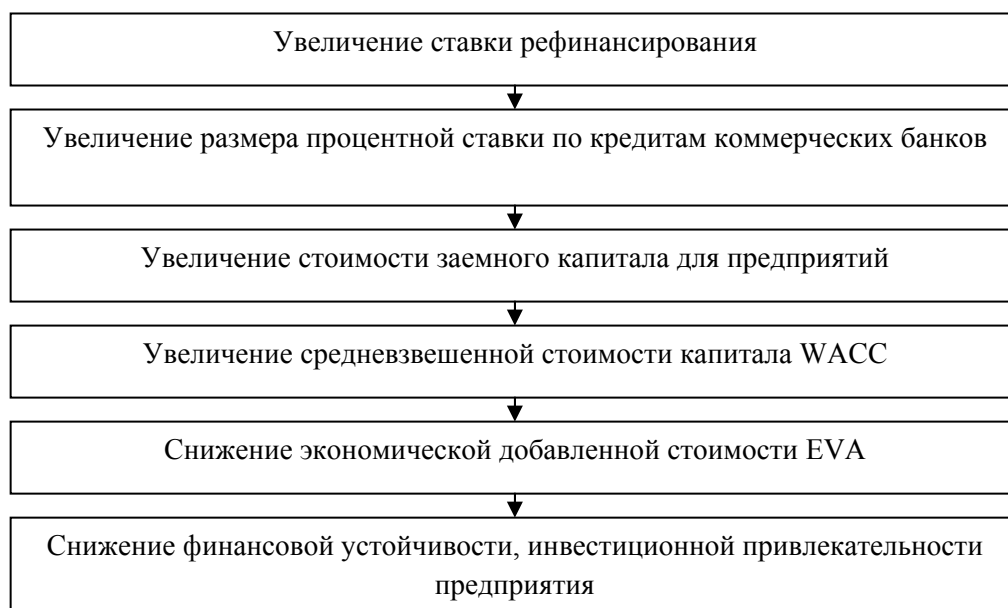 Увеличение ставки рефинансирования
Увеличение размера процентной ставки по кредитам коммерческих банков
Увеличение стоимости заемного капитала для предприятий
Увеличение средневзвешенной стоимости капитала WACC
Снижение экономической добавленной стоимости EVA
Снижение финансовой устойчивости, инвестиционной привлекательности
предприятия